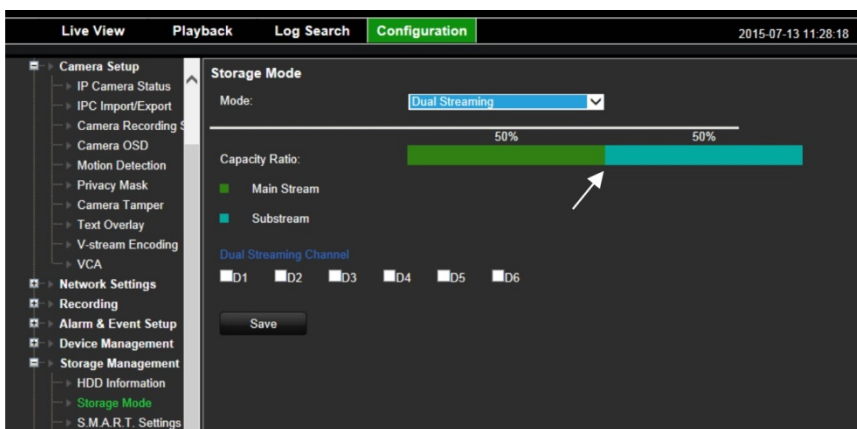 Live View Playback Log Search Configuration 2015-07-13 11:28:18
Camera Setup
IP Camera Status
IPC Import/Export
Camera Recording
Camera OSD
Motion Detection
Privacy Mask
Camera Tamper
Text Overlay
V-stream Encoding
VCA
Network Settings
Recording
Alarm & Event Setup
Device Management
Storage Management
HDD Information
Storage Mode
S.M.A.R.T. Settings
Storage Mode
Mode: Dual Streaming
50% 50%
Capacity Ratio:
Main Stream
Substream
Dual Streaming Channel
D1 D2 D3 D4 D5 D6
Save